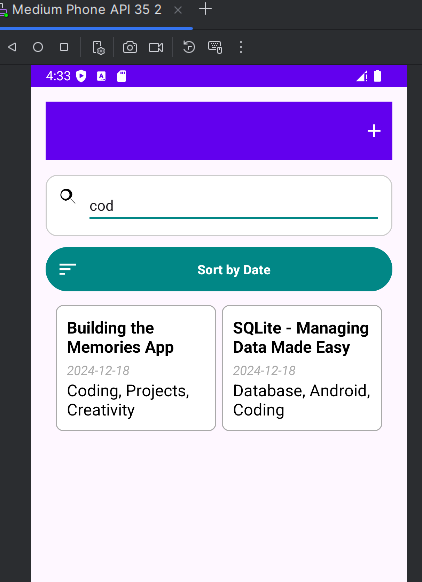 Medium Phone API 35 2
4:33
cod
Sort by Date
Building the
Memories App
2024-12-18
Coding, Projects,
Creativity
SQLite - Managing
Data Made Easy
2024-12-18
Database, Android,
Coding